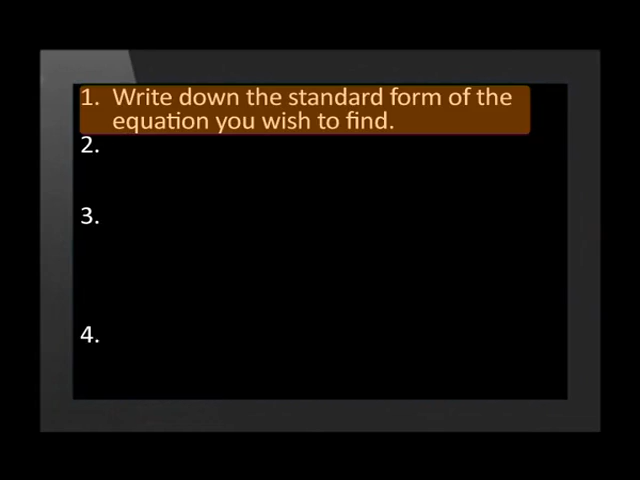 1. Write down the standard form of the
equation you wish to find.
2.
3.
4.